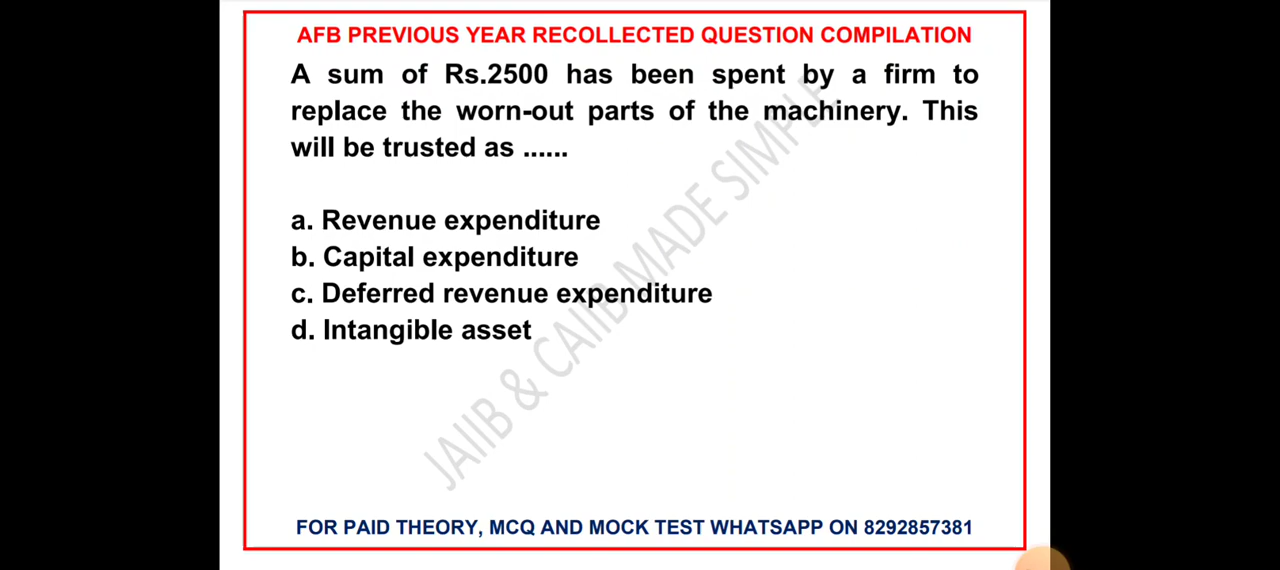 AFB PREVIOUS YEAR RECOLLECTED QUESTION COMPILATION
A sum of Rs.2500 has been spent by a firm to
replace the worn-out parts of the machinery. This
will be trusted as ......
a. Revenue expenditure
b. Capital expenditure
c. Deferred revenue expenditure
d. Intangible asset
JAIIB & CAIIB MADE SIMPLE
FOR PAID THEORY, MCQ AND MOCK TEST WHATSAPP ON 8292857381